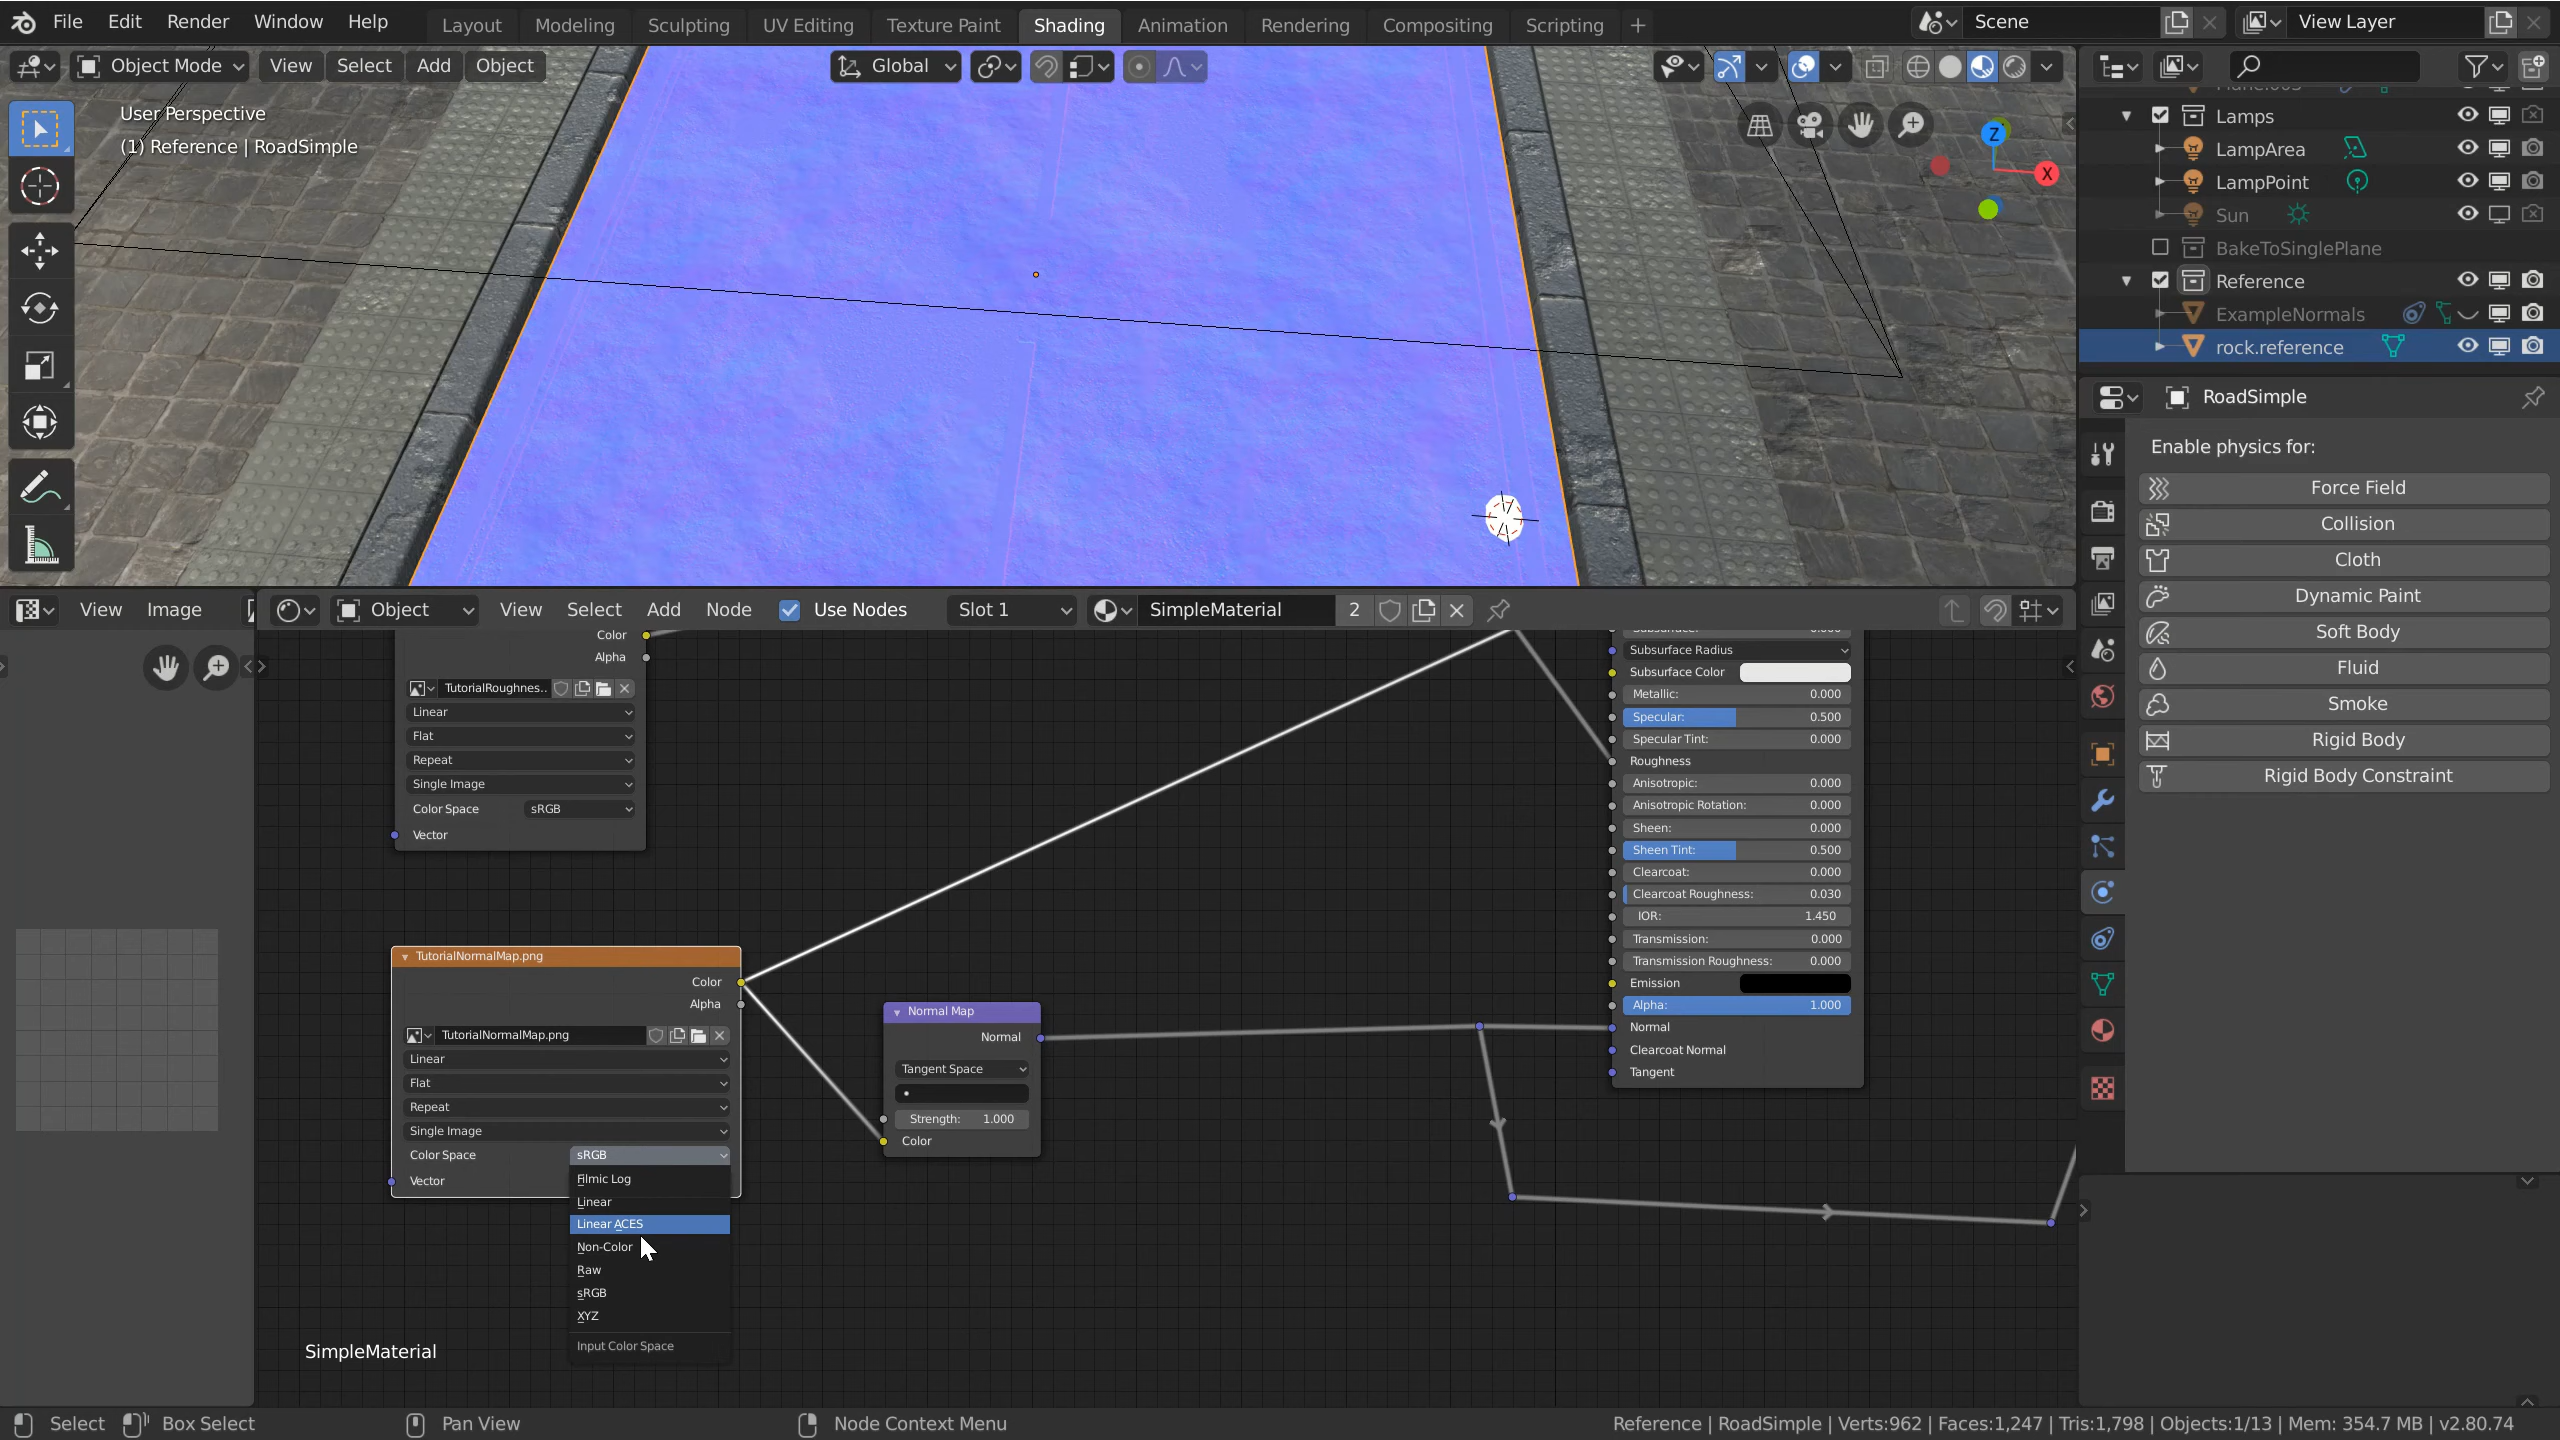 File Edit Render Window Help
Layout Modeling Sculpting UV Editing Texture Paint Shading Animation Rendering Compositing Scripting +
Scene
View Layer
Object Mode View Select Add Object
Global
User Perspective
(1) Reference | RoadSimple
Z
X
Plane.003
Lamps
LampArea
LampPoint
Sun
BakeToSinglePlane
Reference
ExampleNormals
rock.reference
RoadSimple
Enable physics for:
Force Field
Collision
Cloth
Dynamic Paint
Soft Body
Fluid
Smoke
Rigid Body
Rigid Body Constraint
View Image
Object View Select Add Node Use Nodes Slot 1 SimpleMaterial 2
Color
Alpha
TutorialRoughnes..
Linear
Flat
Repeat
Single Image
Color Space sRGB
Vector
TutorialNormalMap.png
Color
Alpha
TutorialNormalMap.png
Linear
Flat
Repeat
Single Image
Color Space sRGB
Vector
Filmic Log
Linear
Linear ACES
Non-Color
Raw
sRGB
XYZ
Input Color Space
Normal Map
Normal
Tangent Space
Strength: 1.000
Color
Subsurface: 0.000
Subsurface Radius
Subsurface Color
Metallic: 0.000
Specular: 0.500
Specular Tint: 0.000
Roughness
Anisotropic: 0.000
Anisotropic Rotation: 0.000
Sheen: 0.000
Sheen Tint: 0.500
Clearcoat: 0.000
Clearcoat Roughness: 0.030
IOR: 1.450
Transmission: 0.000
Transmission Roughness: 0.000
Emission
Alpha: 1.000
Normal
Clearcoat Normal
Tangent
SimpleMaterial
Select Box Select Pan View Node Context Menu
Reference | RoadSimple | Verts:962 | Faces:1,247 | Tris:1,798 | Objects:1/13 | Mem: 354.7 MB | v2.80.74